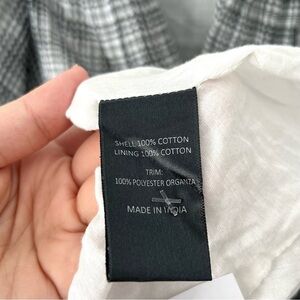 SHELL 100% COTTON
LINING 100% COTTON
TRIM:
100% POLYESTER ORGANZA
MADE IN INDIA